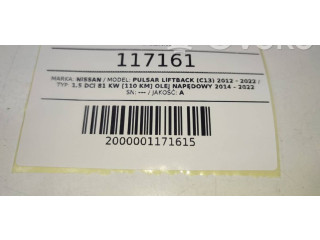 117161
MARKA: NISSAN / MODEL: PULSAR LIFTBACK (C13) 2012 - 2022 /
TYP: 1.5 DCI 81 KW [110 KM] OLEJ NAPĘDOWY 2014 - 2022
SN: --- / JAKOŚĆ: A
2000001171615